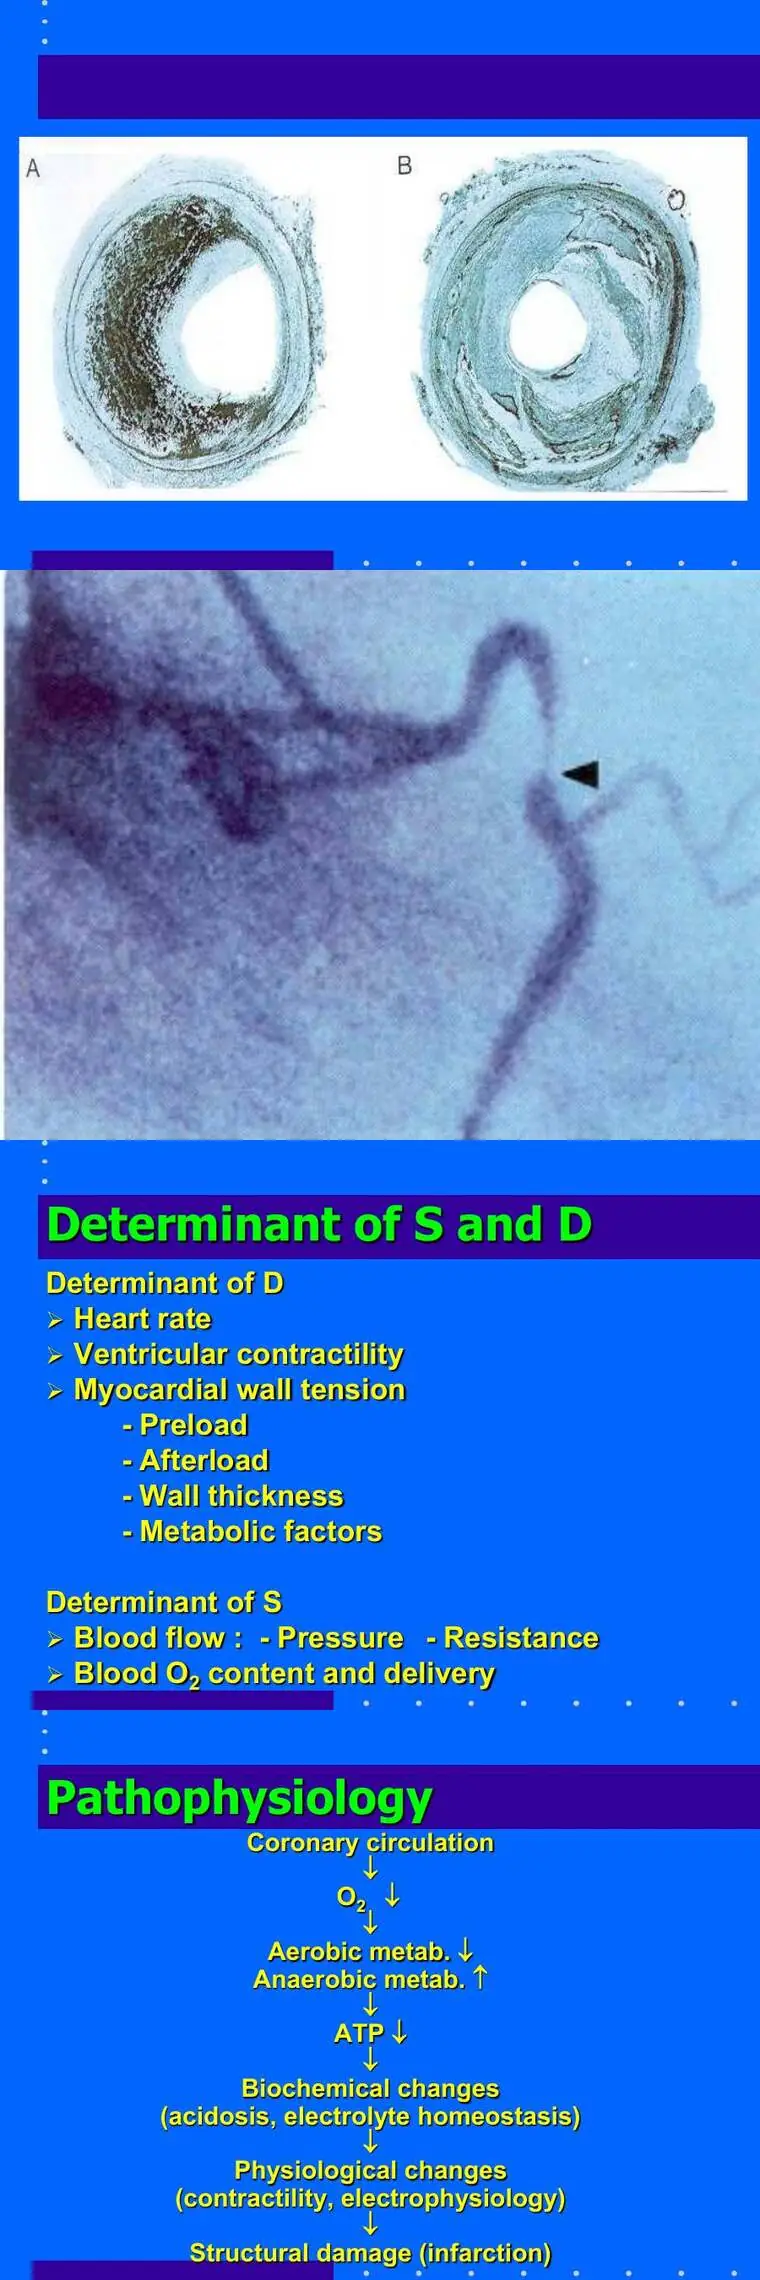 A
B
Determinant of S and D
Determinant of D
➢ Heart rate
➢ Ventricular contractility
➢ Myocardial wall tension
- Preload
- Afterload
- Wall thickness
- Metabolic factors
Determinant of S
➢ Blood flow : - Pressure - Resistance
➢ Blood O₂ content and delivery
Pathophysiology
Coronary circulation
↓
O₂ ↓
↓
Aerobic metab. ↓
Anaerobic metab. ↑
↓
ATP ↓
↓
Biochemical changes
(acidosis, electrolyte homeostasis)
↓
Physiological changes
(contractility, electrophysiology)
↓
Structural damage (infarction)